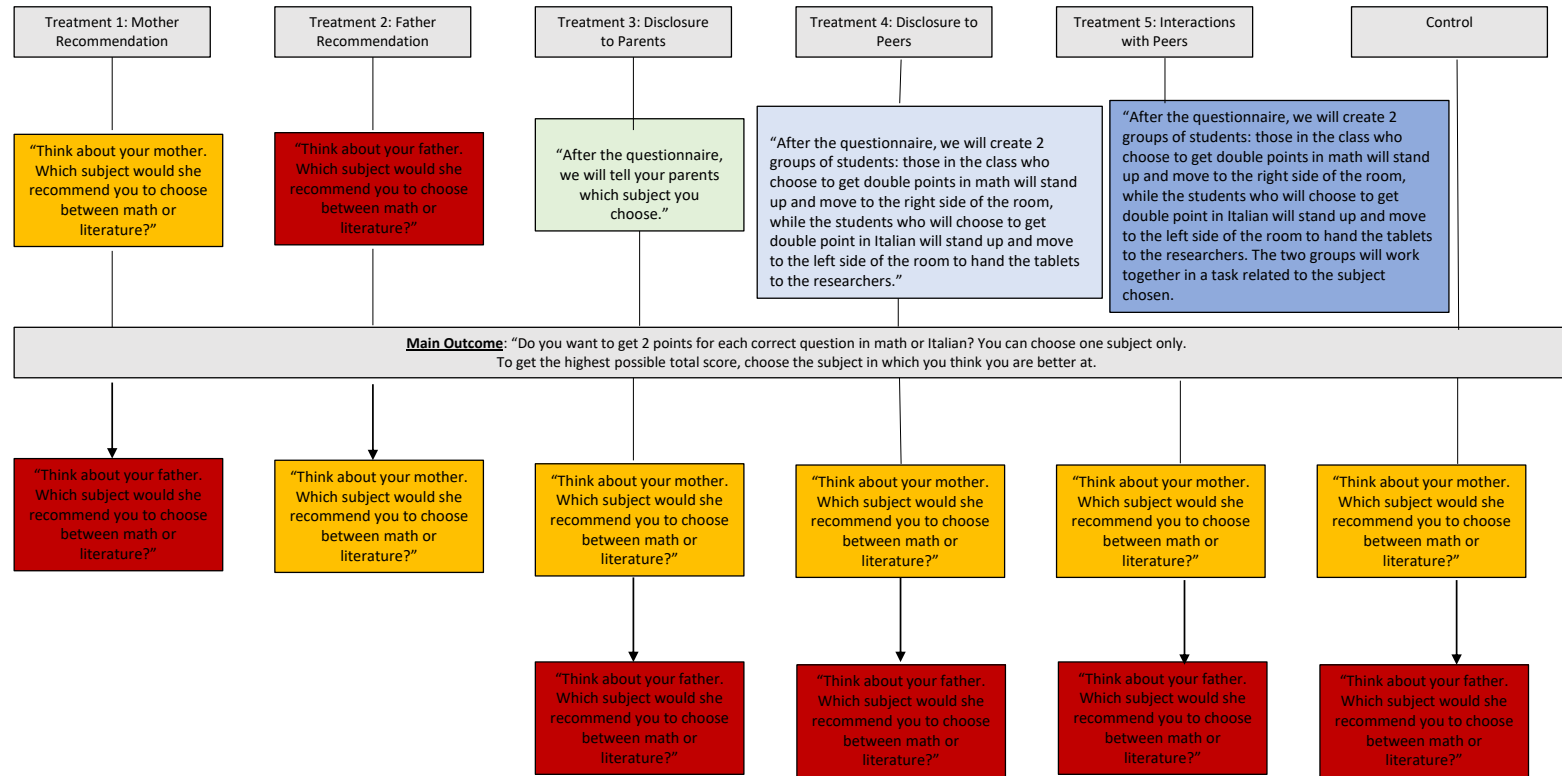 Treatment 1: Mother
Recommendation
Treatment 2: Father
Recommendation
Treatment 3: Disclosure
to Parents
Treatment 4: Disclosure to
Peers
Treatment 5: Interactions
with Peers
Control
“Think about your mother.
Which subject would she
recommend you to choose
between math or
literature?”
“Think about your father.
Which subject would she
recommend you to choose
between math or
literature?”
“After the questionnaire,
we will tell your parents
which subject you
choose.”
“After the questionnaire, we will create 2
groups of students: those in the class who
choose to get double points in math will stand
up and move to the right side of the room,
while the students who will choose to get
double point in Italian will stand up and move
to the left side of the room to hand the tablets
to the researchers.”
“After the questionnaire, we will create 2
groups of students: those in the class who
choose to get double points in math will stand
up and move to the right side of the room,
while the students who will choose to get
double point in Italian will stand up and move
to the left side of the room to hand the tablets
to the researchers. The two groups will work
together in a task related to the subject
chosen.
Main Outcome: “Do you want to get 2 points for each correct question in math or Italian? You can choose one subject only.
To get the highest possible total score, choose the subject in which you think you are better at.
“Think about your father.
Which subject would she
recommend you to choose
between math or
literature?”
“Think about your mother.
Which subject would she
recommend you to choose
between math or
literature?”
“Think about your mother.
Which subject would she
recommend you to choose
between math or
literature?”
“Think about your mother.
Which subject would she
recommend you to choose
between math or
literature?”
“Think about your mother.
Which subject would she
recommend you to choose
between math or
literature?”
“Think about your mother.
Which subject would she
recommend you to choose
between math or
literature?”
“Think about your father.
Which subject would she
recommend you to choose
between math or
literature?”
“Think about your father.
Which subject would she
recommend you to choose
between math or
literature?”
“Think about your father.
Which subject would she
recommend you to choose
between math or
literature?”
“Think about your father.
Which subject would she
recommend you to choose
between math or
literature?”